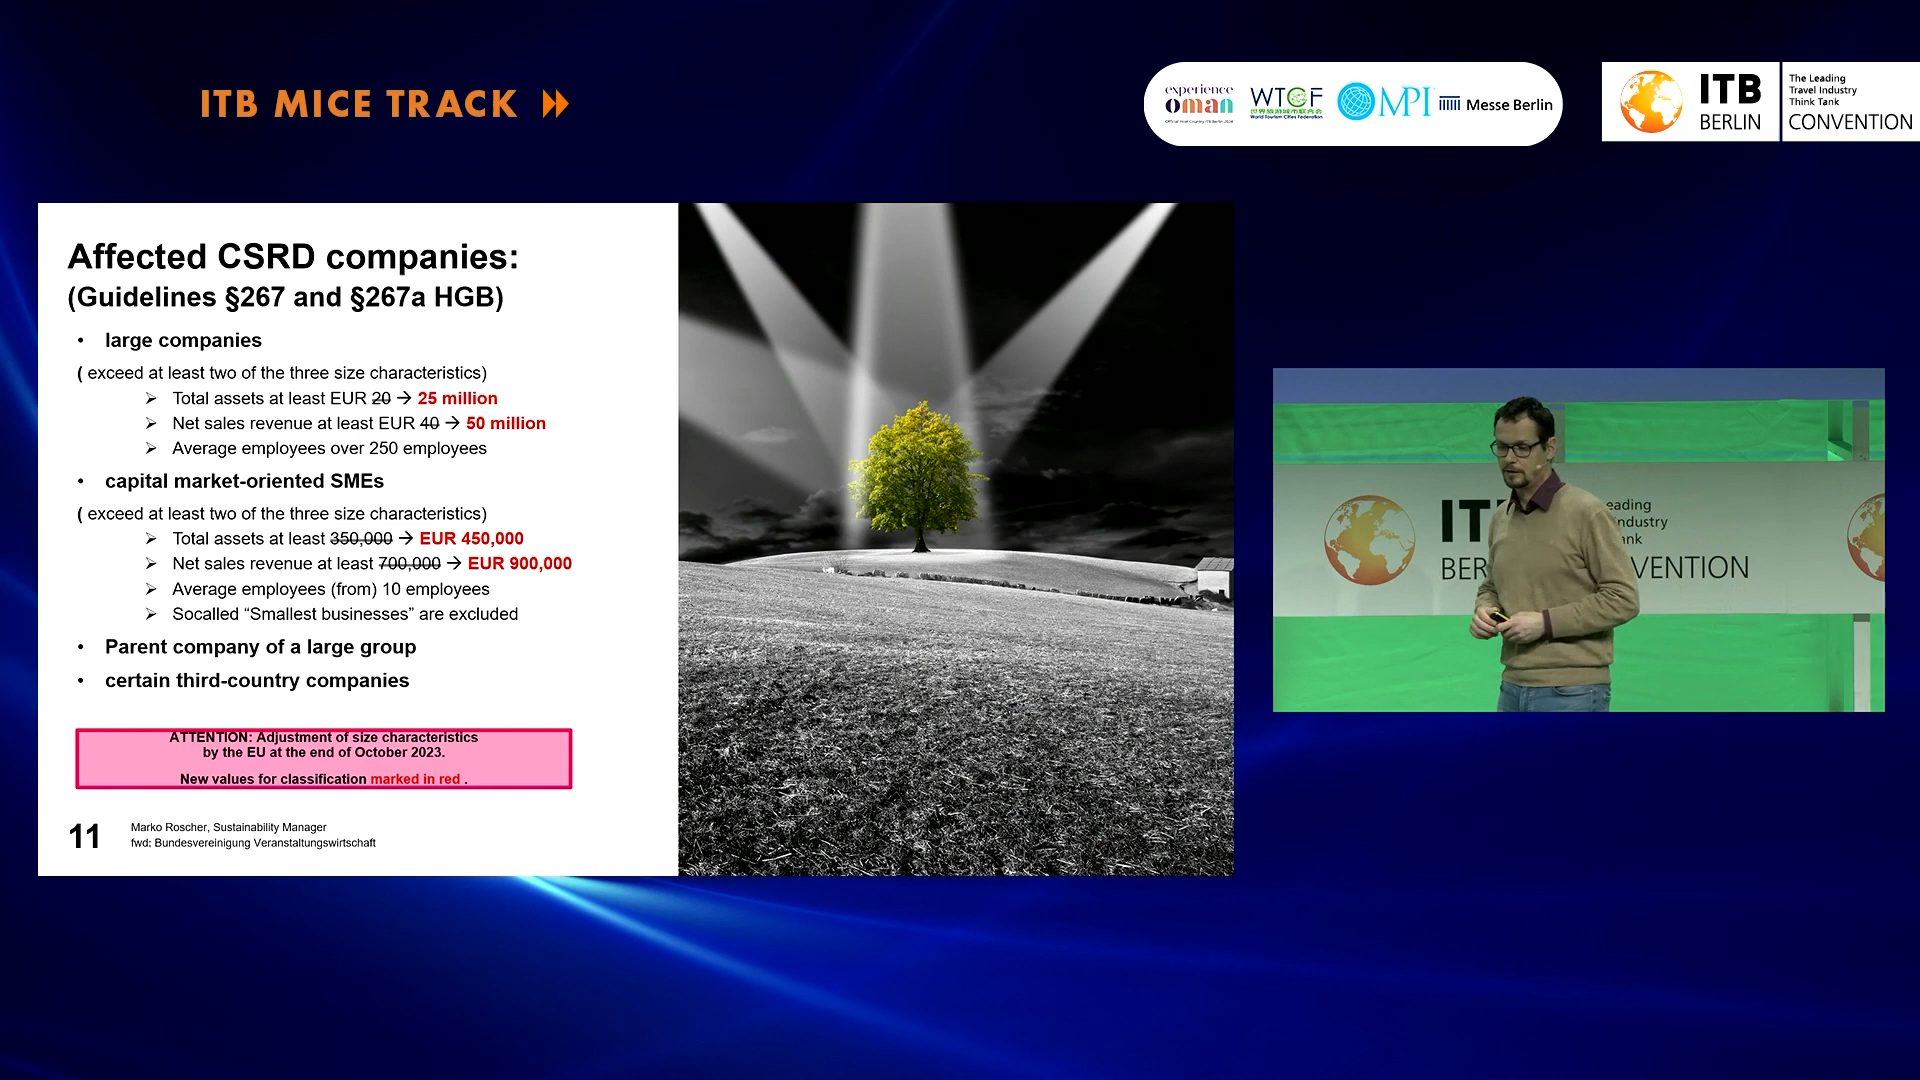 ITB MICE TRACK
experience
oman
WTCF
世界旅游城市联合会
World Tourism Cities Federation
MPI
Messe Berlin
ITB
BERLIN
The Leading
Travel Industry
Think Tank
CONVENTION
Affected CSRD companies:
(Guidelines §267 and §267a HGB)
• large companies
( exceed at least two of the three size characteristics)
➢ Total assets at least EUR 20 → 25 million
➢ Net sales revenue at least EUR 40 → 50 million
➢ Average employees over 250 employees
• capital market-oriented SMEs
( exceed at least two of the three size characteristics)
➢ Total assets at least 350,000 → EUR 450,000
➢ Net sales revenue at least 700,000 → EUR 900,000
➢ Average employees (from) 10 employees
➢ Socalled “Smallest businesses” are excluded
• Parent company of a large group
• certain third-country companies
ATTENTION: Adjustment of size characteristics
by the EU at the end of October 2023.
New values for classification marked in red .
11
Marko Roscher, Sustainability Manager
fwd: Bundesvereinigung Veranstaltungswirtschaft
IT
BER
eading
ndustry
nk
VENTION